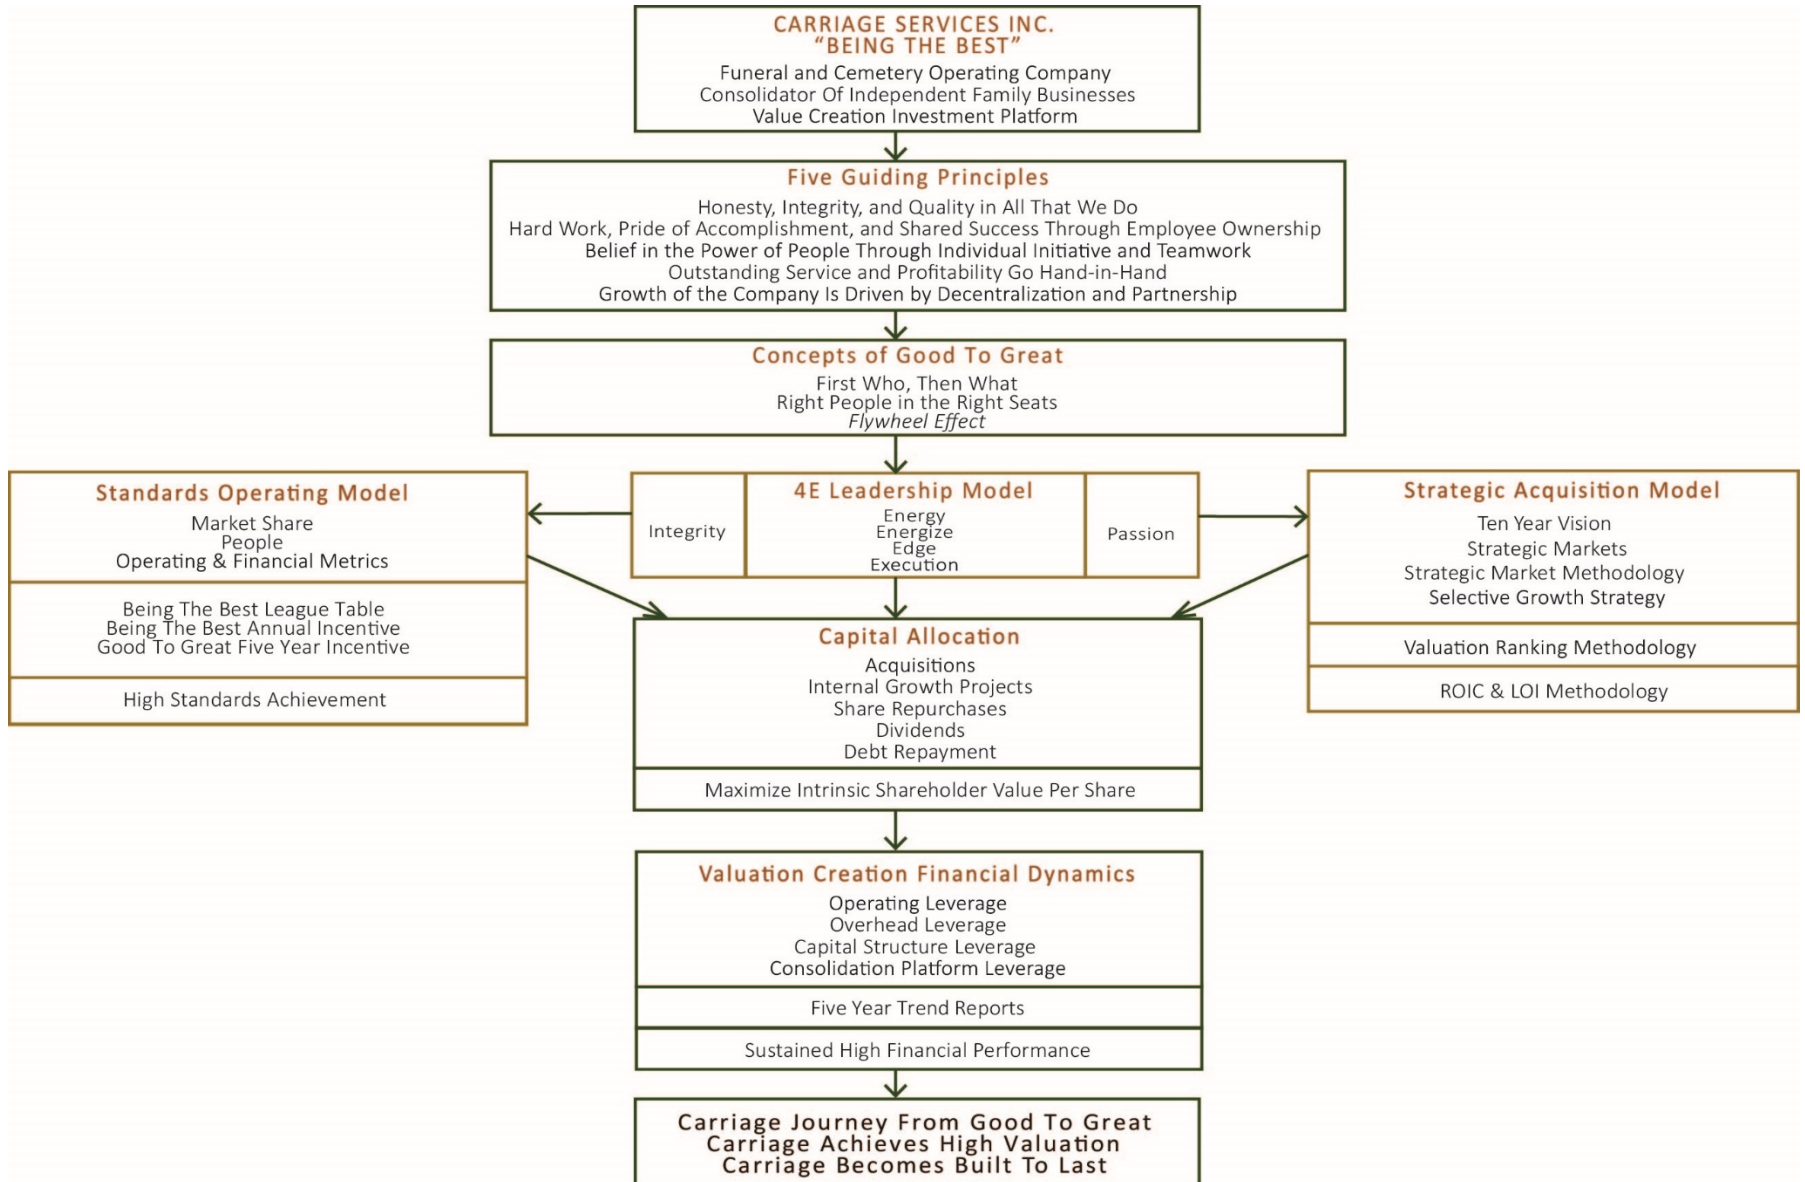 CARRIAGE SERVICES INC.
“BEING THE BEST”
Funeral and Cemetery Operating Company
Consolidator Of Independent Family Businesses
Value Creation Investment Platform
Five Guiding Principles
Honesty, Integrity, and Quality in All That We Do
Hard Work, Pride of Accomplishment, and Shared Success Through Employee Ownership
Belief in the Power of People Through Individual Initiative and Teamwork
Outstanding Service and Profitability Go Hand-in-Hand
Growth of the Company Is Driven by Decentralization and Partnership
Concepts of Good To Great
First Who, Then What
Right People in the Right Seats
Flywheel Effect
Standards Operating Model
Market Share
People
Operating & Financial Metrics
Being The Best League Table
Being The Best Annual Incentive
Good To Great Five Year Incentive
High Standards Achievement
Integrity
4E Leadership Model
Energy
Energize
Edge
Execution
Passion
Strategic Acquisition Model
Ten Year Vision
Strategic Markets
Strategic Market Methodology
Selective Growth Strategy
Valuation Ranking Methodology
ROIC & LOI Methodology
Capital Allocation
Acquisitions
Internal Growth Projects
Share Repurchases
Dividends
Debt Repayment
Maximize Intrinsic Shareholder Value Per Share
Valuation Creation Financial Dynamics
Operating Leverage
Overhead Leverage
Capital Structure Leverage
Consolidation Platform Leverage
Five Year Trend Reports
Sustained High Financial Performance
Carriage Journey From Good To Great
Carriage Achieves High Valuation
Carriage Becomes Built To Last